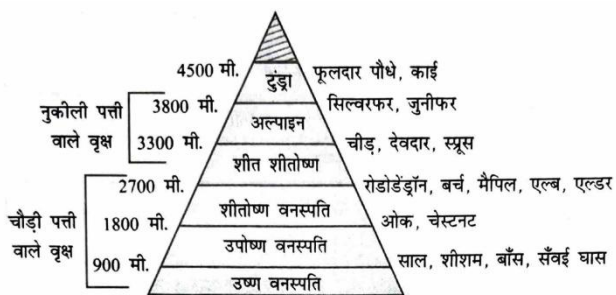 4500 मी.
टुंड्रा
फूलदार पौधे, काई
नुकीली पत्ती
वाले वृक्ष
3800 मी.
सिल्वरफर, जुनीफर
अल्पाइन
3300 मी.
चीड़, देवदार, स्प्रूस
शीत शीतोष्ण
2700 मी.
रोडोडेंड्रॉन, बर्च, मैपिल, एल्ब, एल्डर
शीतोष्ण वनस्पति
चौड़ी पत्ती
वाले वृक्ष
1800 मी.
ओक, चेस्टनट
उपोष्ण वनस्पति
900 मी.
साल, शीशम, बाँस, सँवई घास
उष्ण वनस्पति